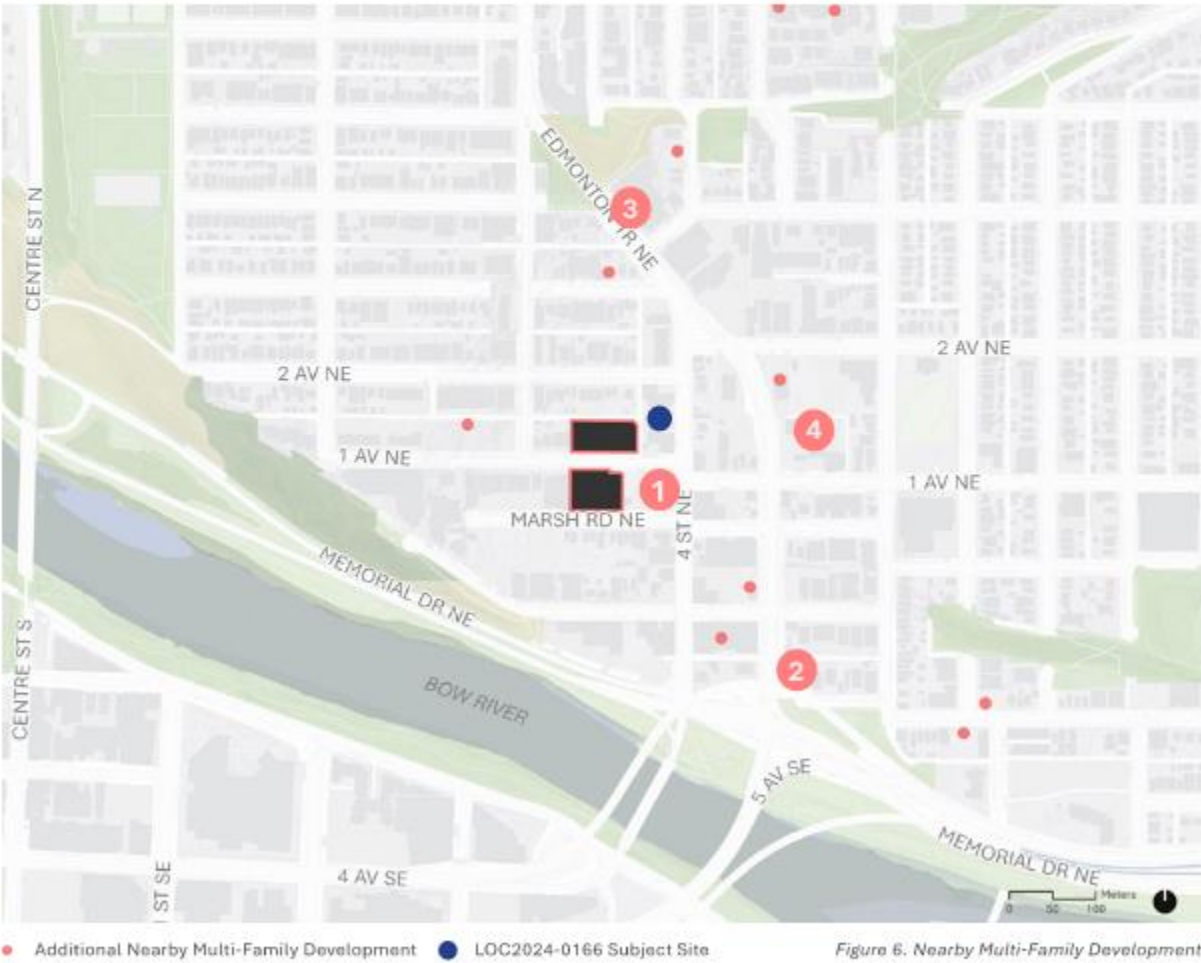 EDMONTON TR NE
3
CENTRE ST N
2 AV NE
2 AV NE
4
1 AV NE
1
1 AV NE
MARSH RD NE
4 ST NE
MEMORIAL DR NE
2
CENTRE ST S
BOW RIVER
5 AV SE
MEMORIAL DR NE
4 AV SE
1 ST SE
Meters
0 50 100
Additional Nearby Multi-Family Development LOC2024-0166 Subject Site Figure 6. Nearby Multi-Family Development